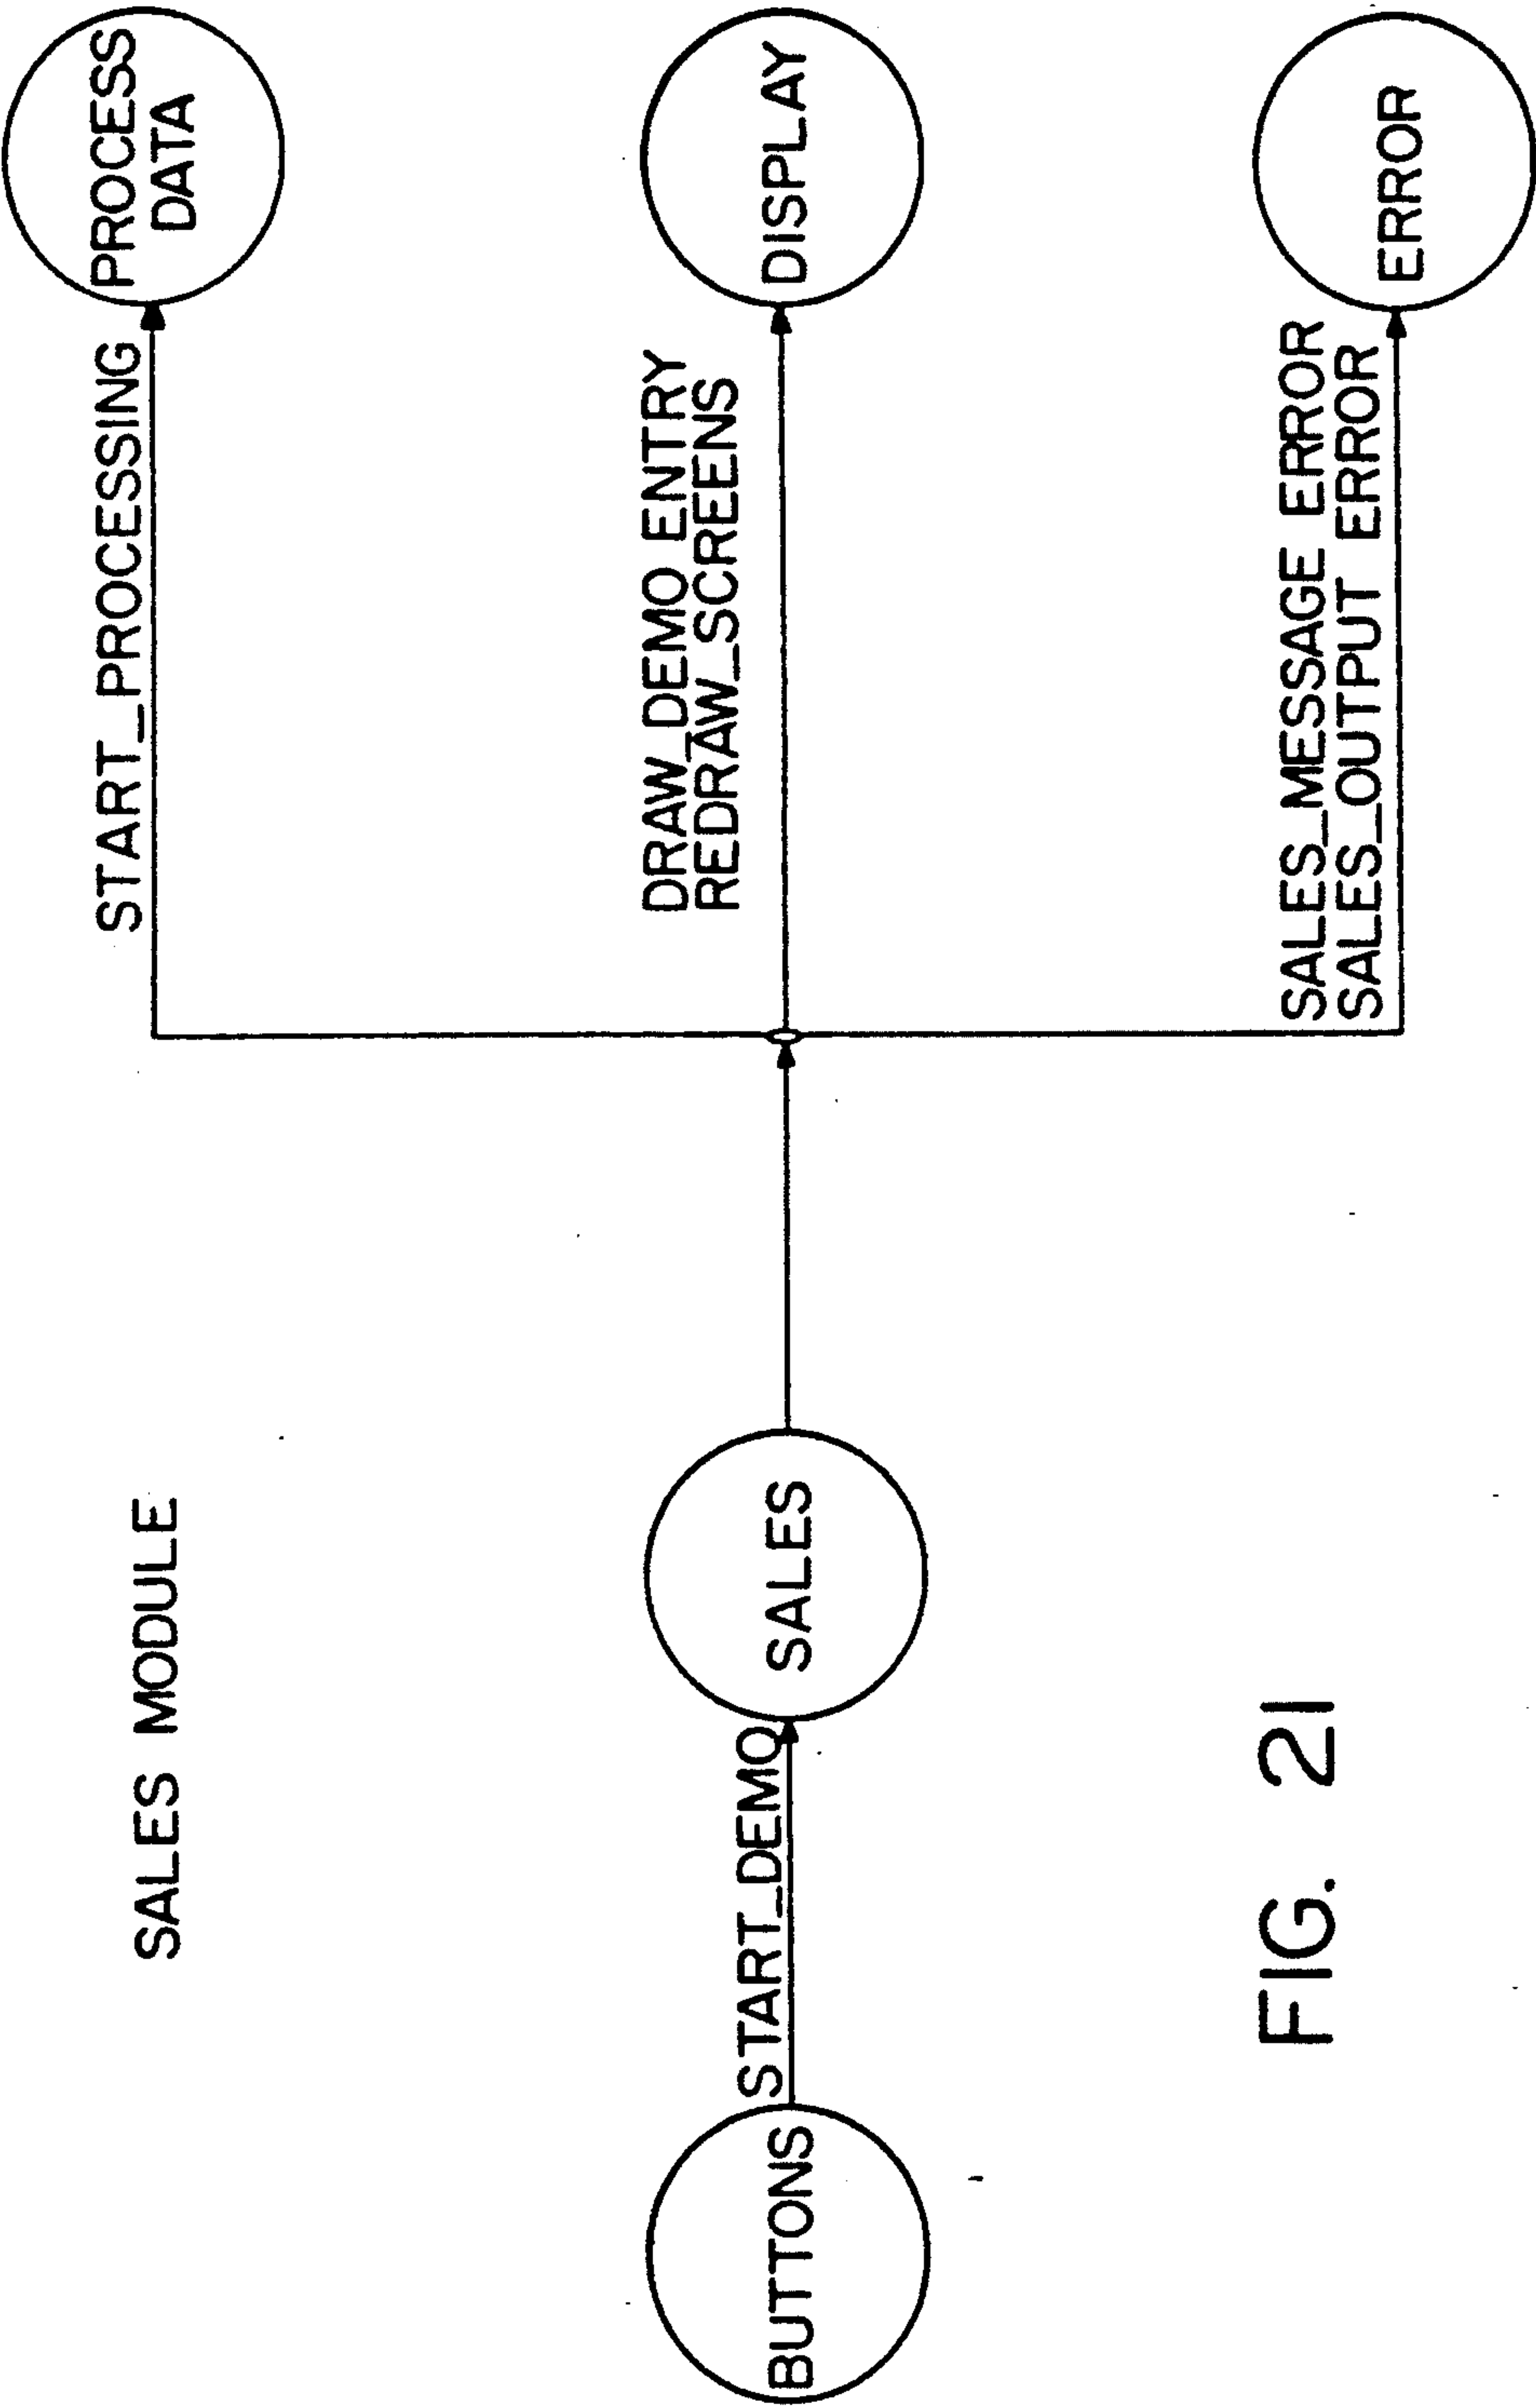 SALES MODULE
START_PROCESSING
PROCESS
DATA
BUTTONS
START_DEMO
SALES
DRAW_DEMO ENTRY
REDRAW_SCREENS
DISPLAY
SALES_MESSAGE ERROR
SALES_OUTPUT ERROR
ERROR
FIG. 21